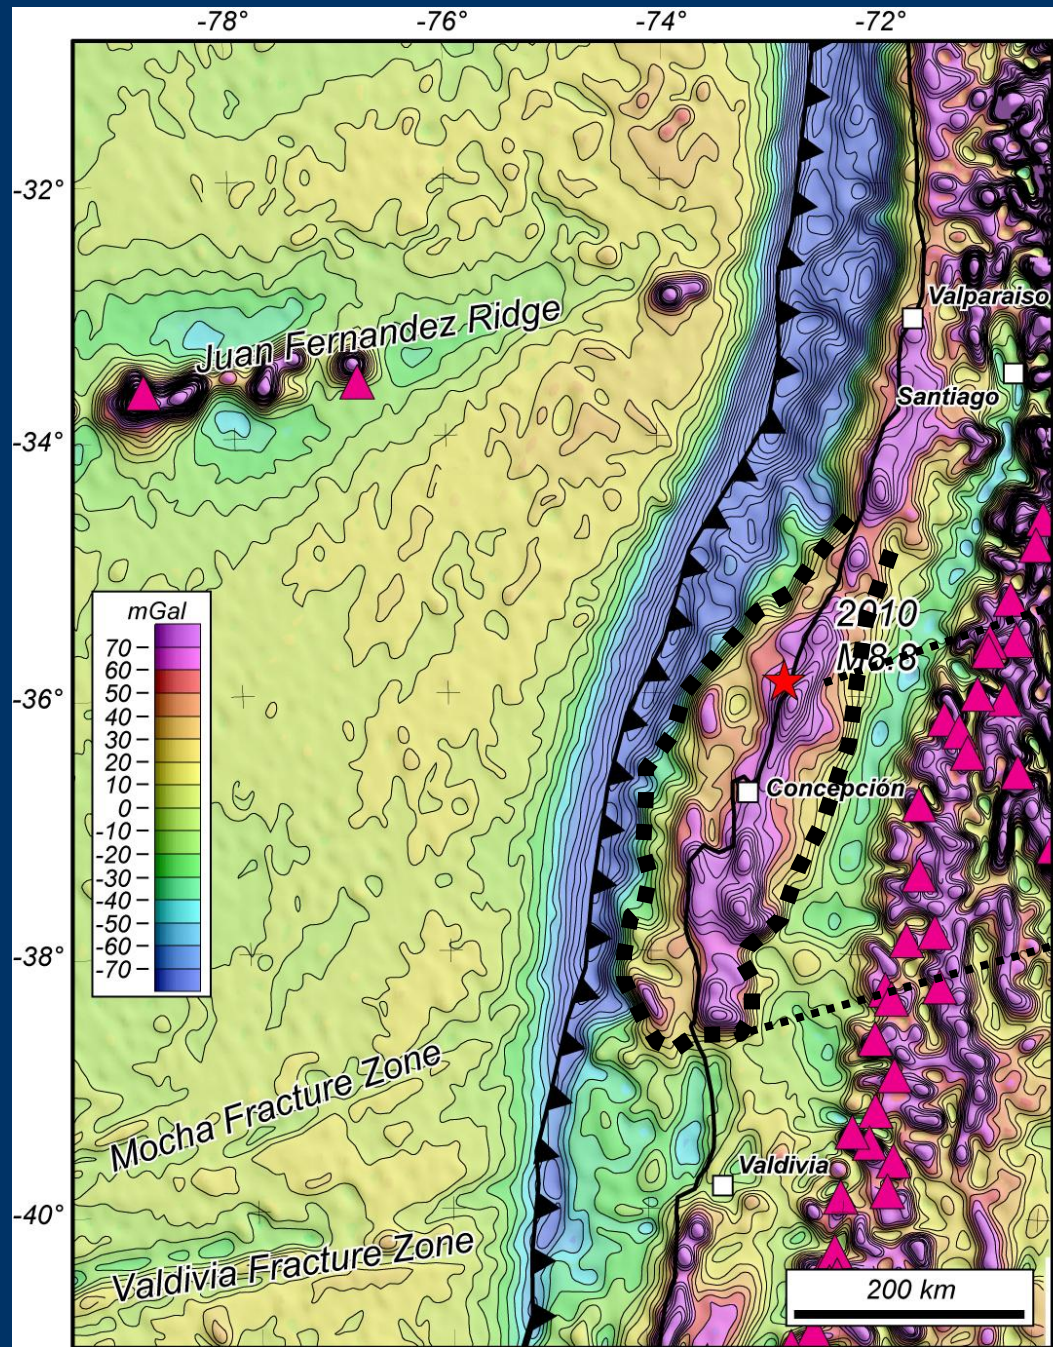 -78° -76° -74° -72°
-32°
Valparaiso
Juan Fernandez Ridge
Santiago
-34°
mGal
70
60
50
40
30
20
10
0
-10
-20
-30
-40
-50
-60
-70
2010
M8.8
-36°
Concepción
-38°
Mocha Fracture Zone
Valdivia
-40°
Valdivia Fracture Zone
200 km